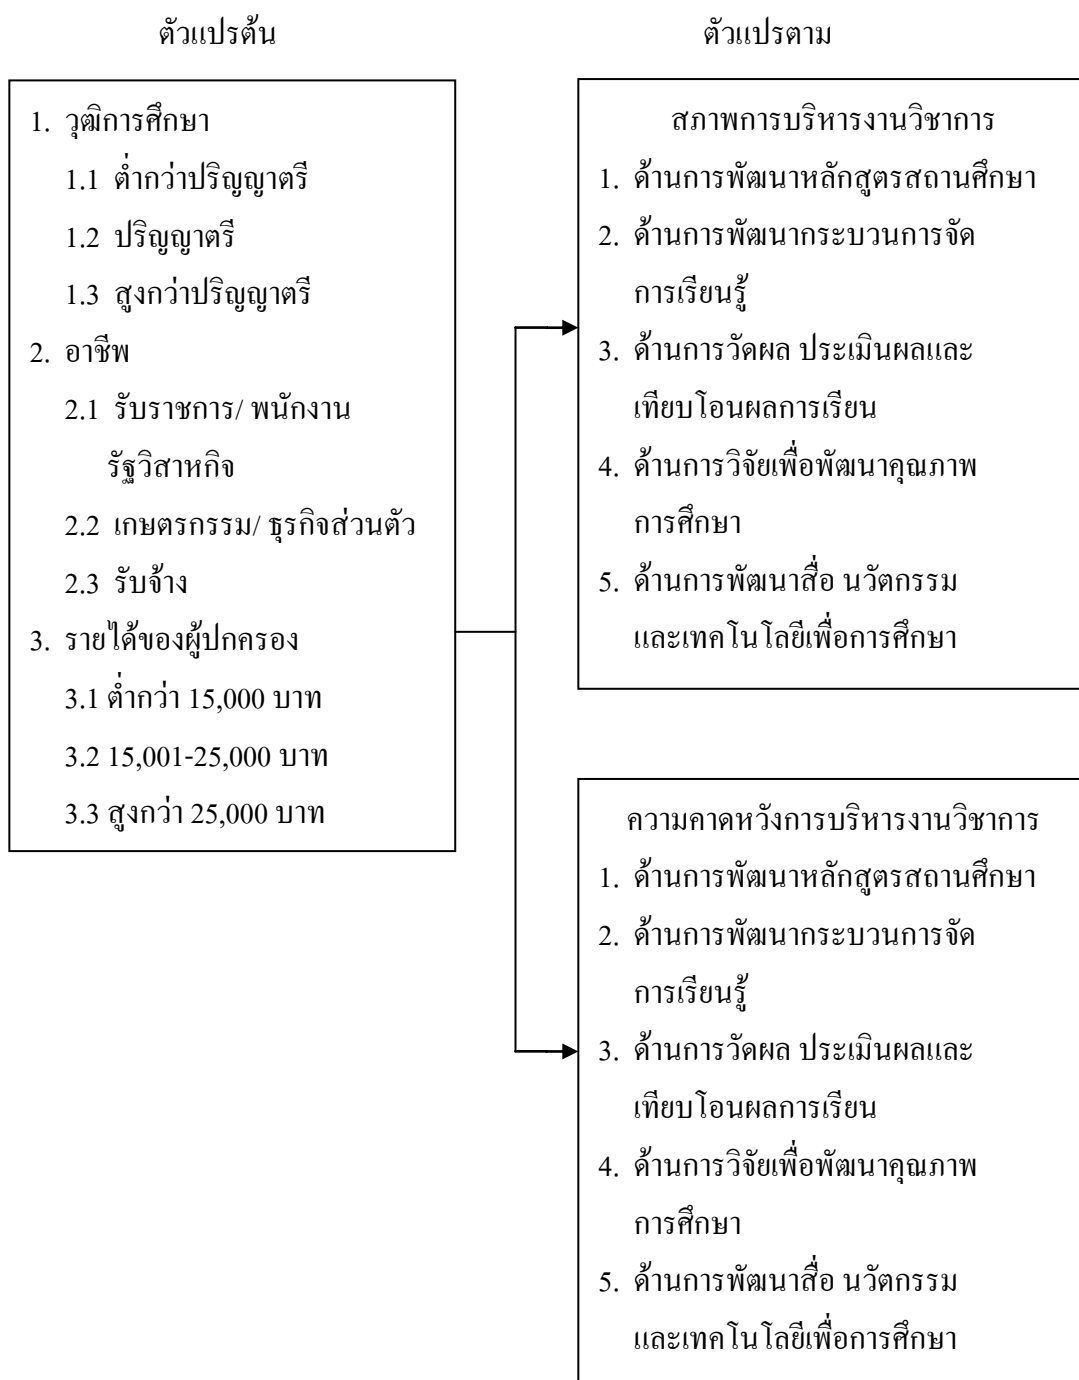 ตัวแปรต้น
ตัวแปรตาม
1. วุฒิการศึกษา
1.1 ต่ำกว่าปริญญาตรี
1.2 ปริญญาตรี
1.3 สูงกว่าปริญญาตรี
2. อาชีพ
2.1 รับราชการ/ พนักงาน
รัฐวิสาหกิจ
2.2 เกษตรกรรม/ ธุรกิจส่วนตัว
2.3 รับจ้าง
3. รายได้ของผู้ปกครอง
3.1 ต่ำกว่า 15,000 บาท
3.2 15,001-25,000 บาท
3.3 สูงกว่า 25,000 บาท
สภาพการบริหารงานวิชาการ
1. ด้านการพัฒนาหลักสูตรสถานศึกษา
2. ด้านการพัฒนากระบวนการจัด
การเรียนรู้
3. ด้านการวัดผล ประเมินผลและ
เทียบโอนผลการเรียน
4. ด้านการวิจัยเพื่อพัฒนาคุณภาพ
การศึกษา
5. ด้านการพัฒนาสื่อ นวัตกรรม
และเทคโนโลยีเพื่อการศึกษา
ความคาดหวังการบริหารงานวิชาการ
1. ด้านการพัฒนาหลักสูตรสถานศึกษา
2. ด้านการพัฒนากระบวนการจัด
การเรียนรู้
3. ด้านการวัดผล ประเมินผลและ
เทียบโอนผลการเรียน
4. ด้านการวิจัยเพื่อพัฒนาคุณภาพ
การศึกษา
5. ด้านการพัฒนาสื่อ นวัตกรรม
และเทคโนโลยีเพื่อการศึกษา